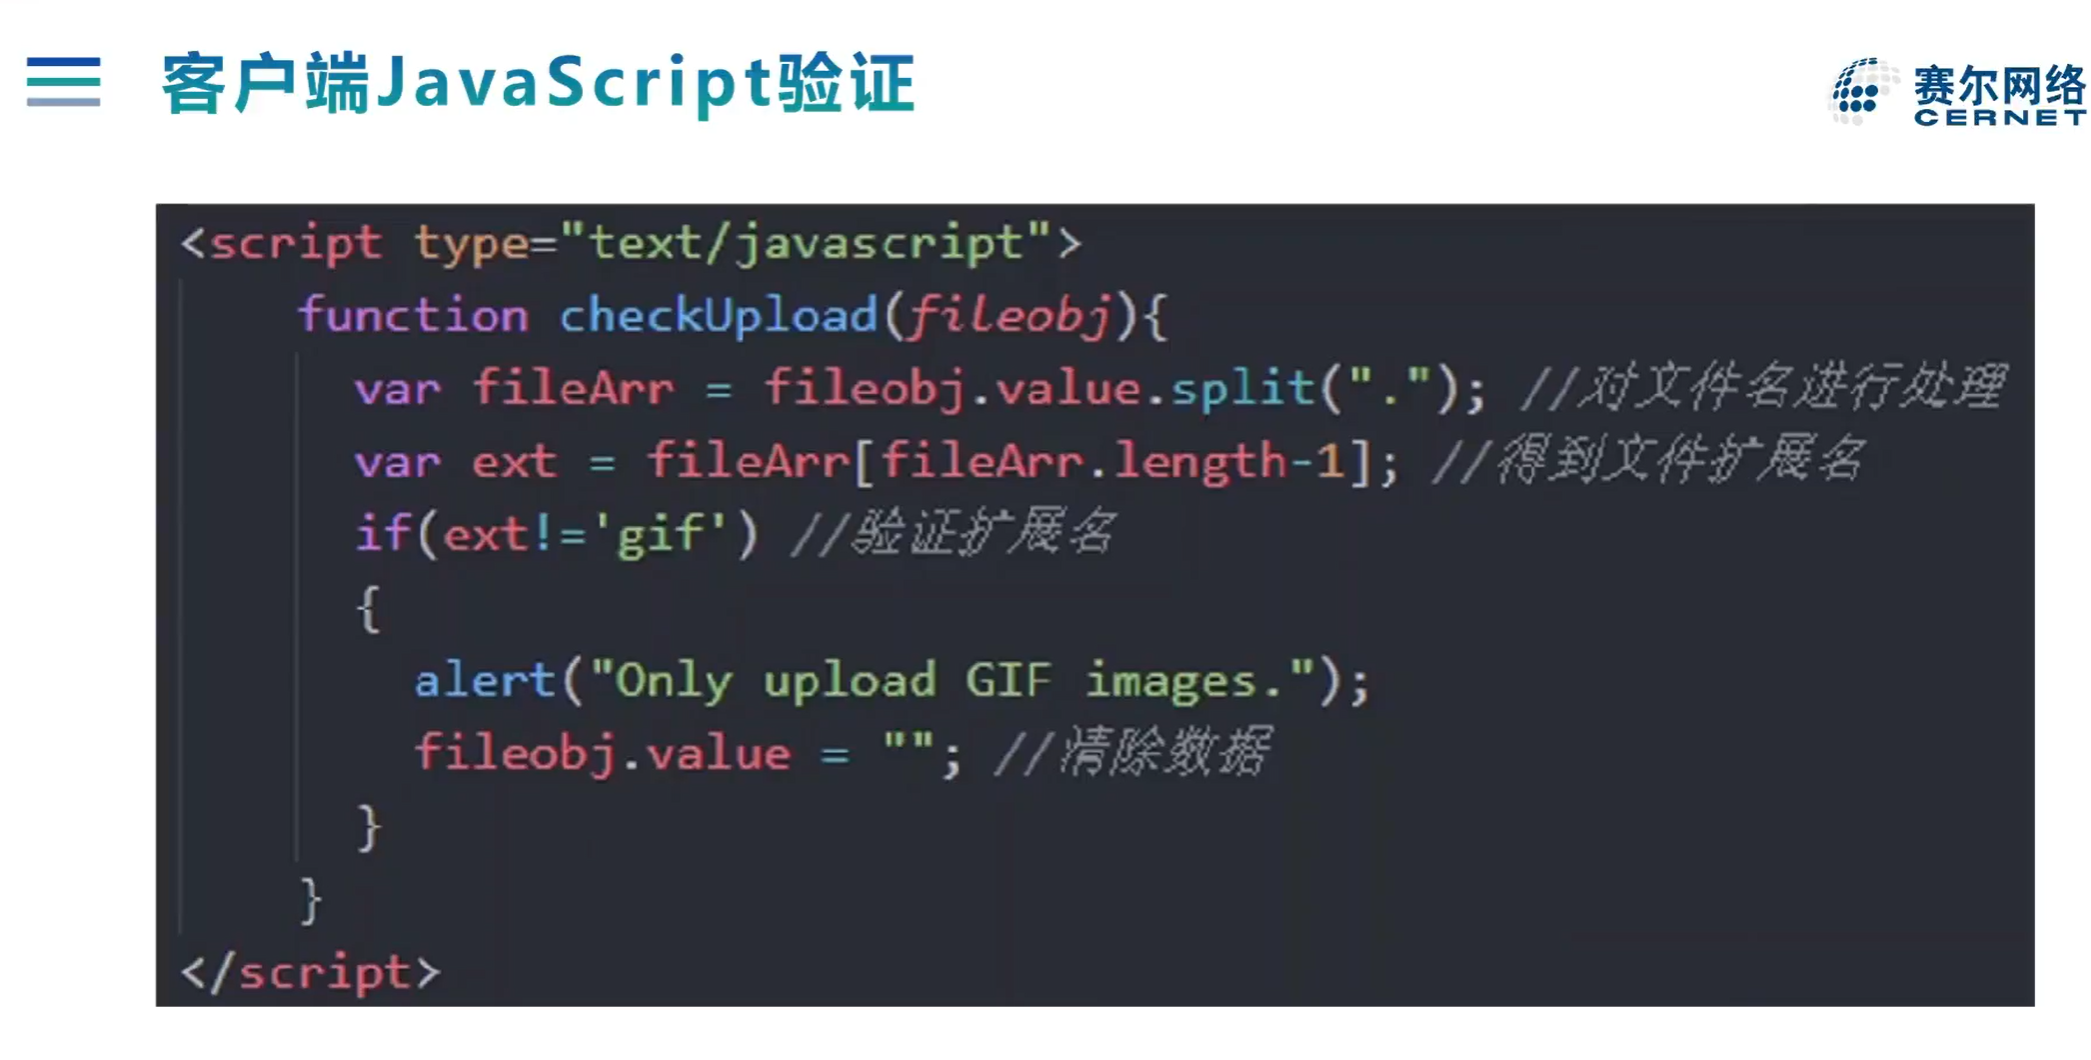 客户端JavaScript验证
赛尔网络
CERNET
<script type="text/javascript">
function checkUpload(fileobj){
var fileArr = fileobj.value.split("."); //对文件名进行处理
var ext = fileArr[fileArr.length-1]; //得到文件扩展名
if(ext!='gif') //验证扩展名
{
alert("Only upload GIF images.");
fileobj.value = ""; //清除数据
}
}
</script>